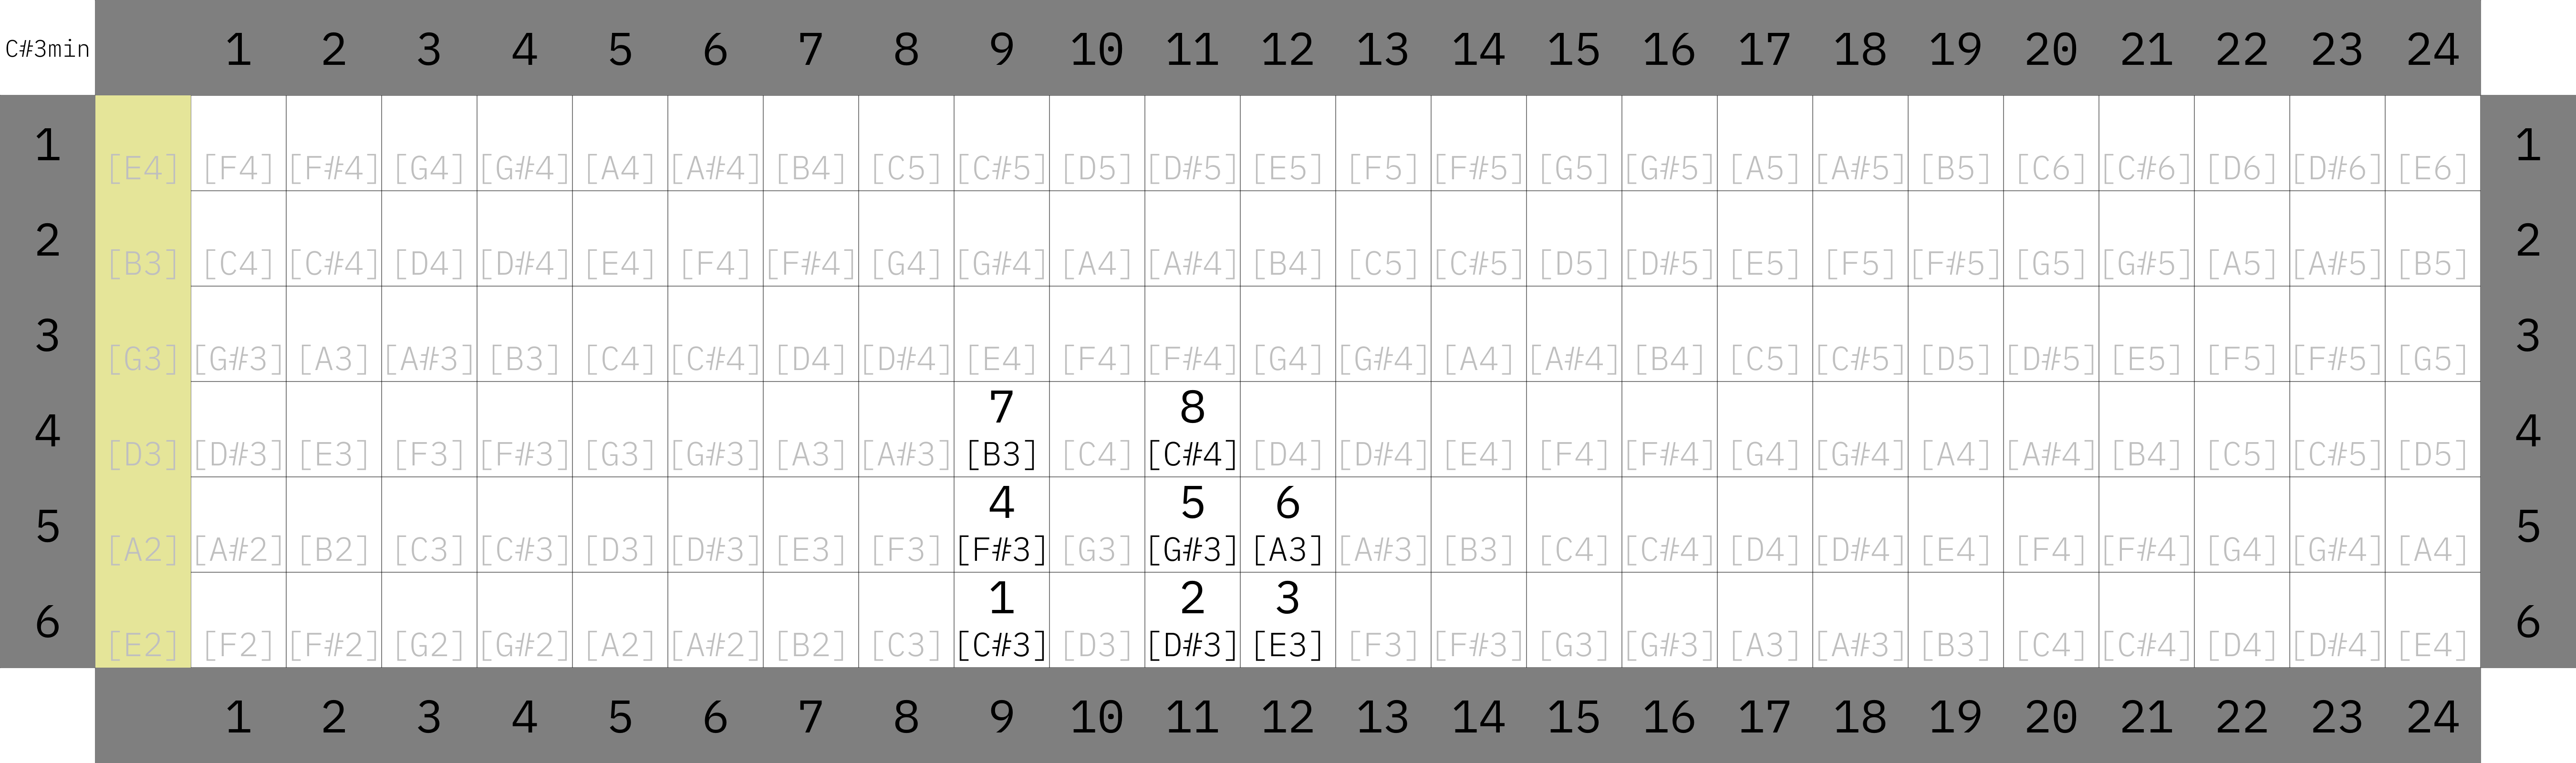 C#3min 1 2 3 4 5 6 7 8 9 10 11 12 13 14 15 16 17 18 19 20 21 22 23 24
1 [E4] [F4] [F#4] [G4] [G#4] [A4] [A#4] [B4] [C5] [C#5] [D5] [D#5] [E5] [F5] [F#5] [G5] [G#5] [A5] [A#5] [B5] [C6] [C#6] [D6] [D#6] [E6] 1
2 [B3] [C4] [C#4] [D4] [D#4] [E4] [F4] [F#4] [G4] [G#4] [A4] [A#4] [B4] [C5] [C#5] [D5] [D#5] [E5] [F5] [F#5] [G5] [G#5] [A5] [A#5] [B5] 2
3 [G3] [G#3] [A3] [A#3] [B3] [C4] [C#4] [D4] [D#4] [E4] [F4] [F#4] [G4] [G#4] [A4] [A#4] [B4] [C5] [C#5] [D5] [D#5] [E5] [F5] [F#5] [G5] 3
7 8
4 [D3] [D#3] [E3] [F3] [F#3] [G3] [G#3] [A3] [A#3] [B3] [C4] [C#4] [D4] [D#4] [E4] [F4] [F#4] [G4] [G#4] [A4] [A#4] [B4] [C5] [C#5] [D5] 4
4 5 6
5 [A2] [A#2] [B2] [C3] [C#3] [D3] [D#3] [E3] [F3] [F#3] [G3] [G#3] [A3] [A#3] [B3] [C4] [C#4] [D4] [D#4] [E4] [F4] [F#4] [G4] [G#4] [A4] 5
1 2 3
6 [E2] [F2] [F#2] [G2] [G#2] [A2] [A#2] [B2] [C3] [C#3] [D3] [D#3] [E3] [F3] [F#3] [G3] [G#3] [A3] [A#3] [B3] [C4] [C#4] [D4] [D#4] [E4] 6
1 2 3 4 5 6 7 8 9 10 11 12 13 14 15 16 17 18 19 20 21 22 23 24